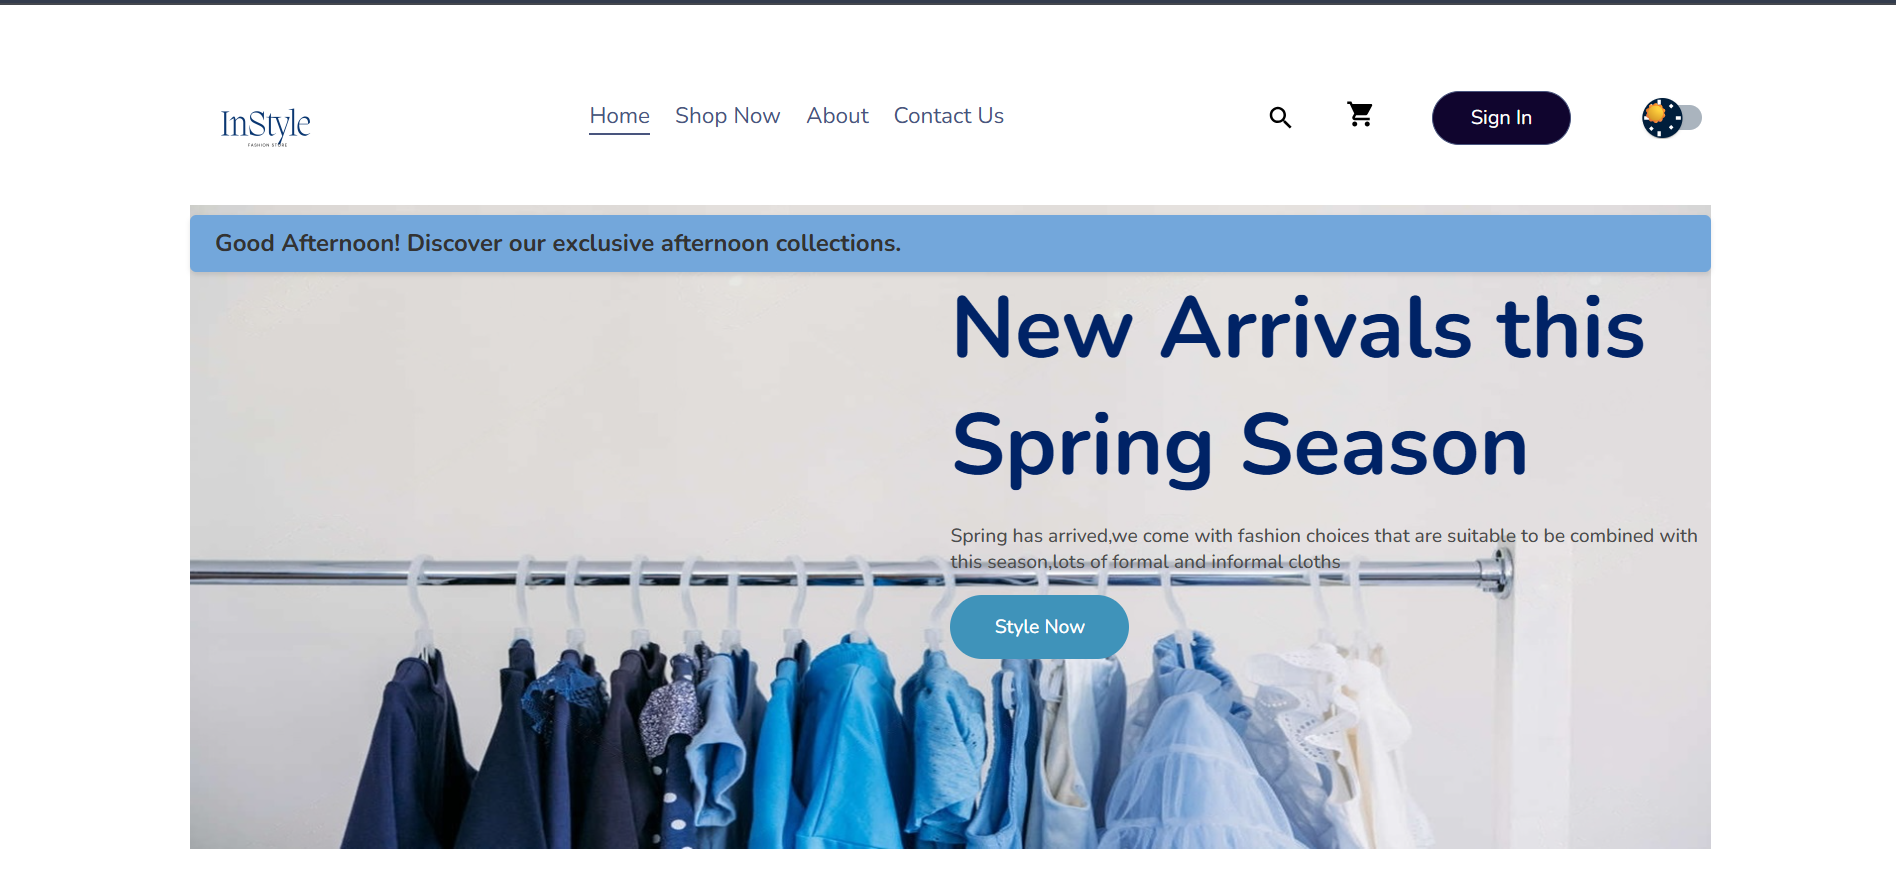 InStyle
FASHION STORE
Home Shop Now About Contact Us
Sign In
Good Afternoon! Discover our exclusive afternoon collections.
New Arrivals this
Spring Season
Spring has arrived,we come with fashion choices that are suitable to be combined with
this season,lots of formal and informal cloths
Style Now